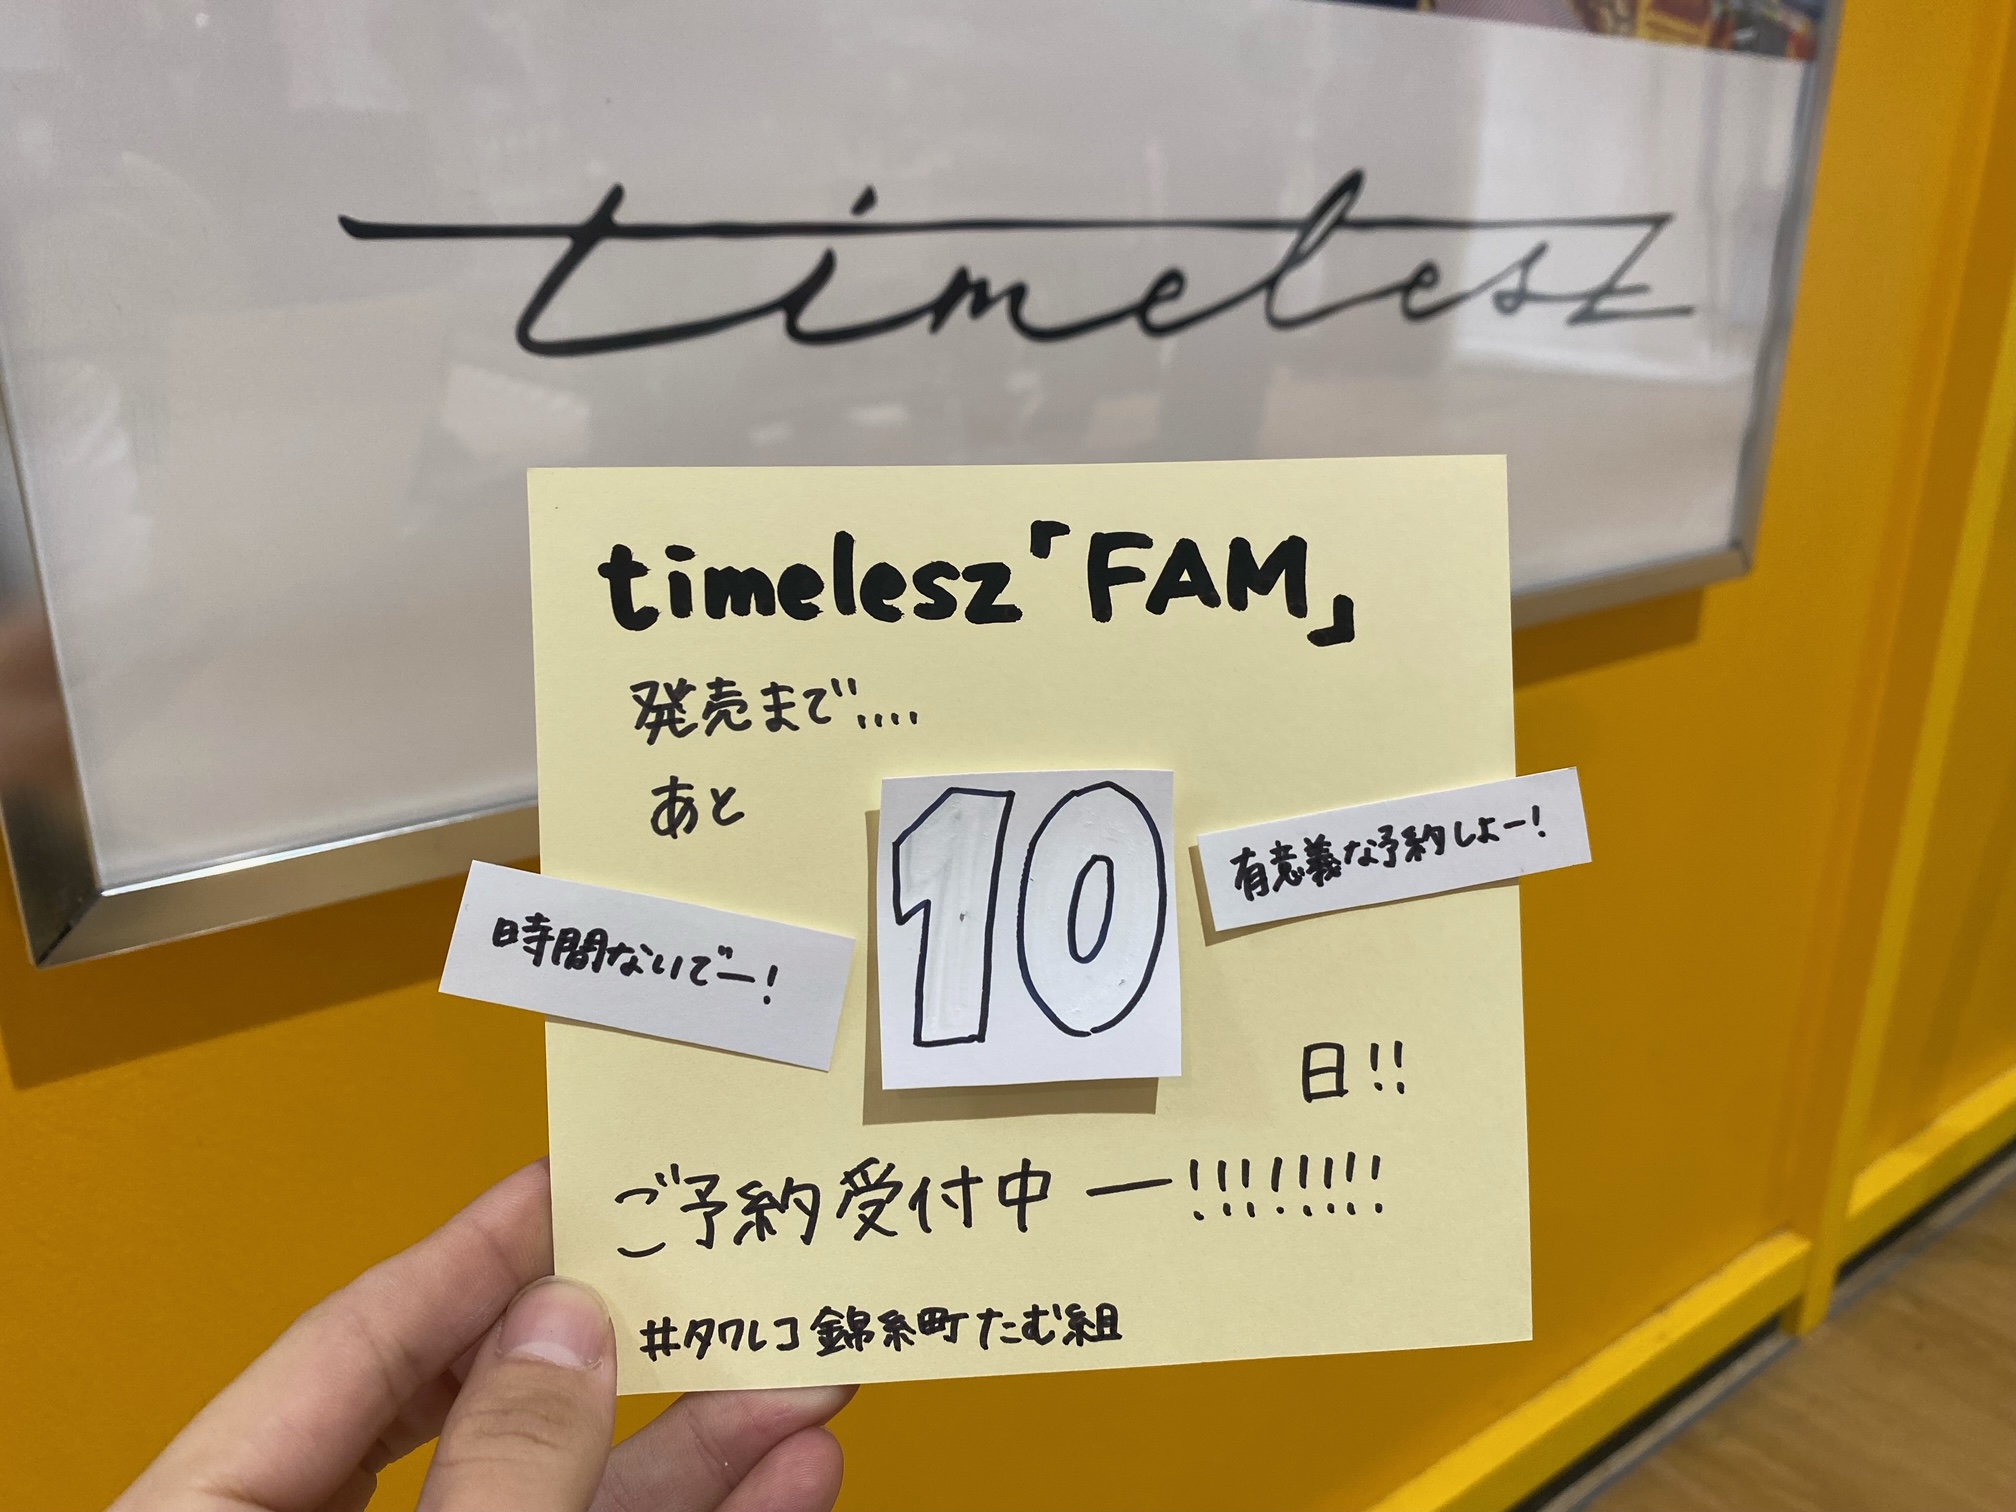 timelesz
timelesz「FAM」
発売まで....
あと
10
有意義な予約しよー!
時間ないでー!
日!!
ご予約受付中ー!!!!!!!!
#タワレコ錦糸町たむ組